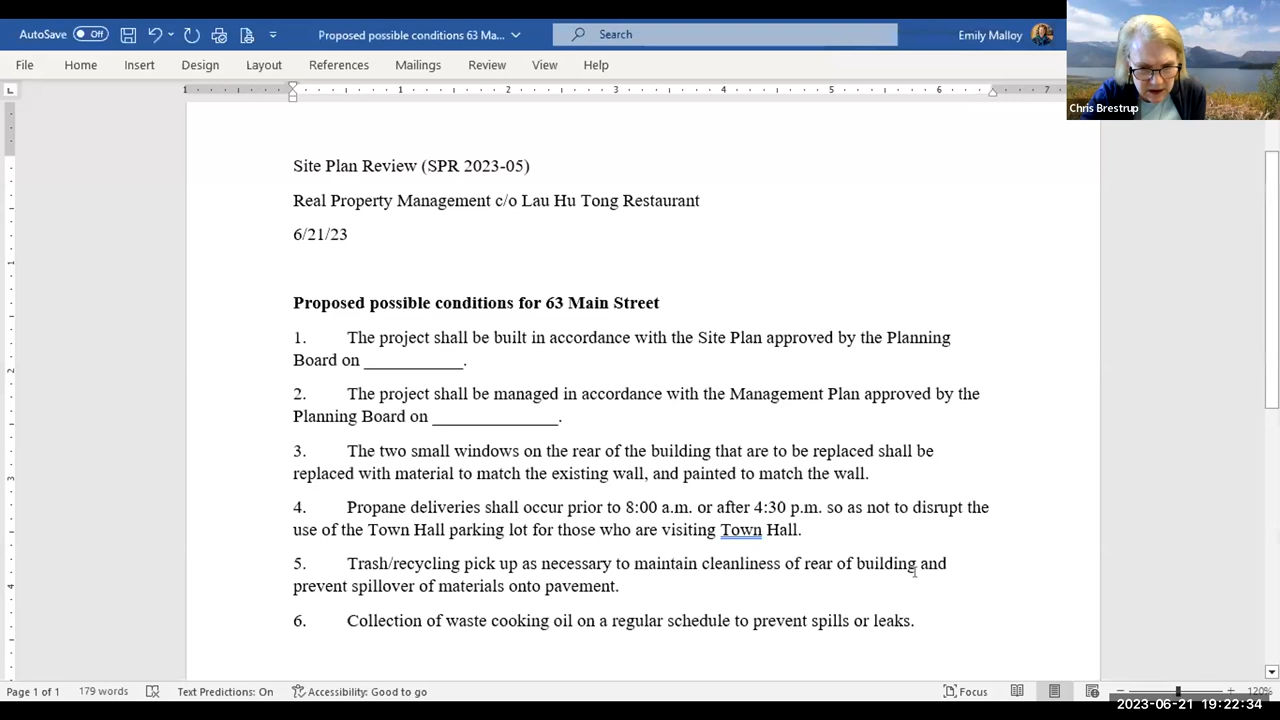 AutoSave Off Proposed possible conditions 63 Ma... Search Emily Malloy
File Home Insert Design Layout References Mailings Review View Help
Chris Brestrup
1 1 2 3 4 5 6 7
Site Plan Review (SPR 2023-05)
Real Property Management c/o Lau Hu Tong Restaurant
6/21/23
Proposed possible conditions for 63 Main Street
1. The project shall be built in accordance with the Site Plan approved by the Planning
Board on ___________.
2. The project shall be managed in accordance with the Management Plan approved by the
Planning Board on ______________.
3. The two small windows on the rear of the building that are to be replaced shall be
replaced with material to match the existing wall, and painted to match the wall.
4. Propane deliveries shall occur prior to 8:00 a.m. or after 4:30 p.m. so as not to disrupt the
use of the Town Hall parking lot for those who are visiting Town Hall.
5. Trash/recycling pick up as necessary to maintain cleanliness of rear of building and
prevent spillover of materials onto pavement.
6. Collection of waste cooking oil on a regular schedule to prevent spills or leaks.
Page 1 of 1 179 words Text Predictions: On Accessibility: Good to go Focus 120%
2023-06-21 19:22:34